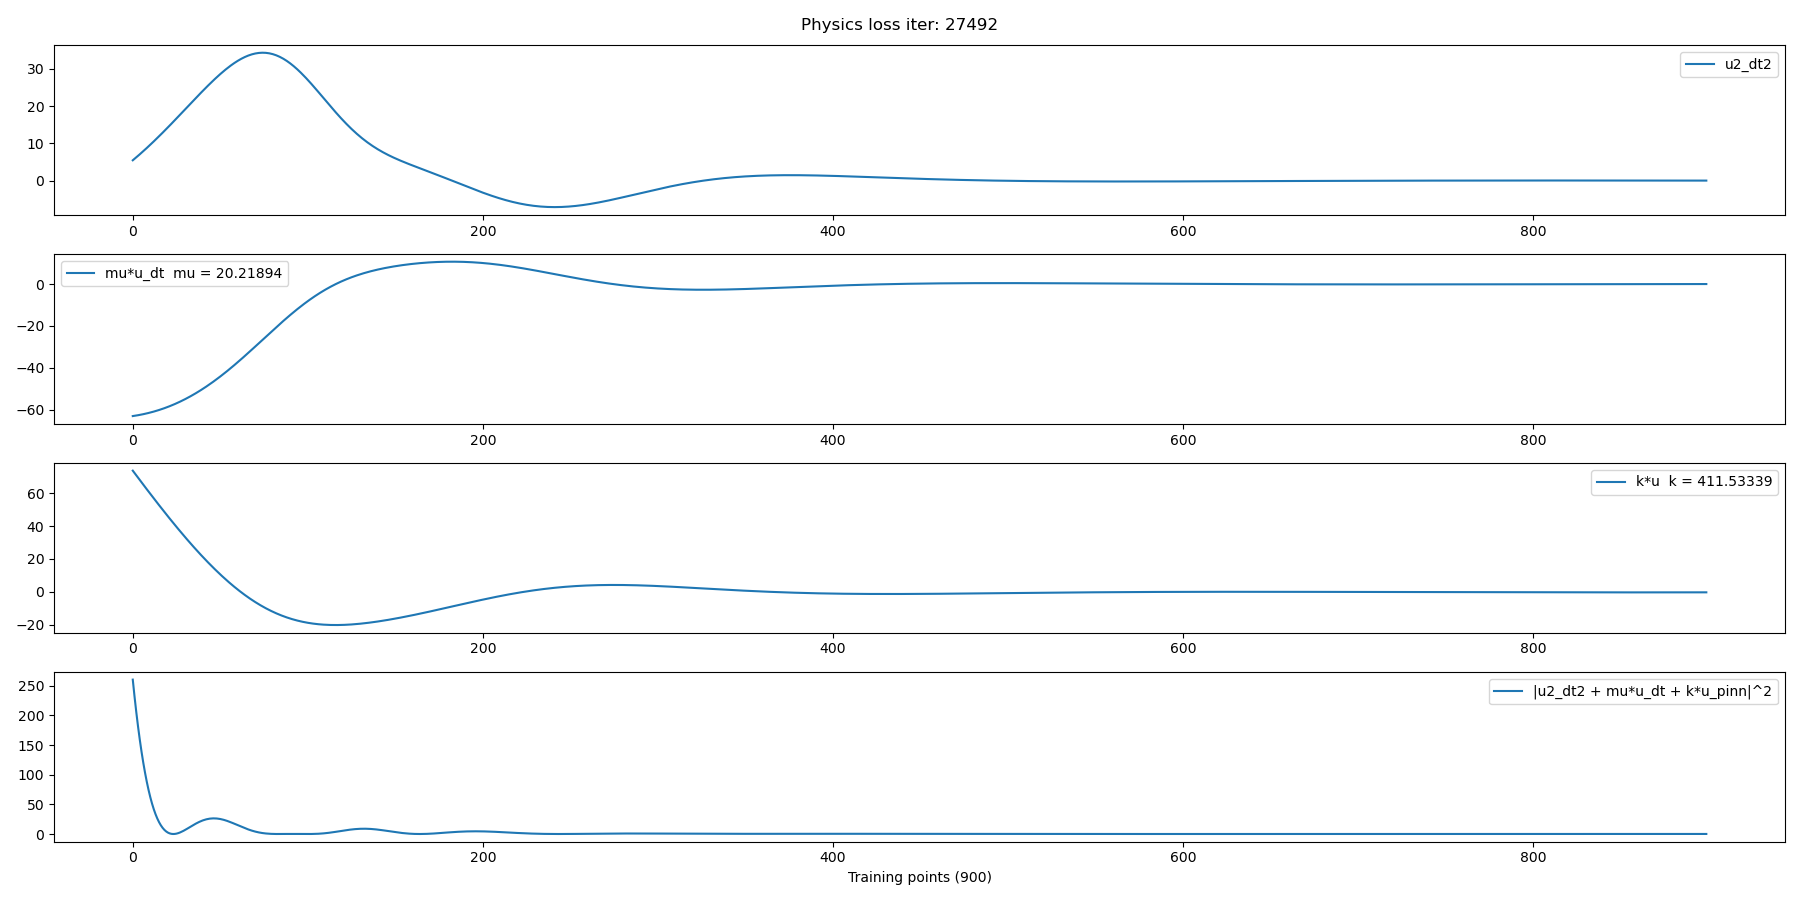 Physics loss iter: 27492
30
20
10
0
u2_dt2
0 200 400 600 800
0
−20
−40
−60
mu*u_dt  mu = 20.21894
0 200 400 600 800
60
40
20
0
−20
k*u  k = 411.53339
0 200 400 600 800
250
200
150
100
50
0
|u2_dt2 + mu*u_dt + k*u_pinn|^2
0 200 400 600 800
Training points (900)